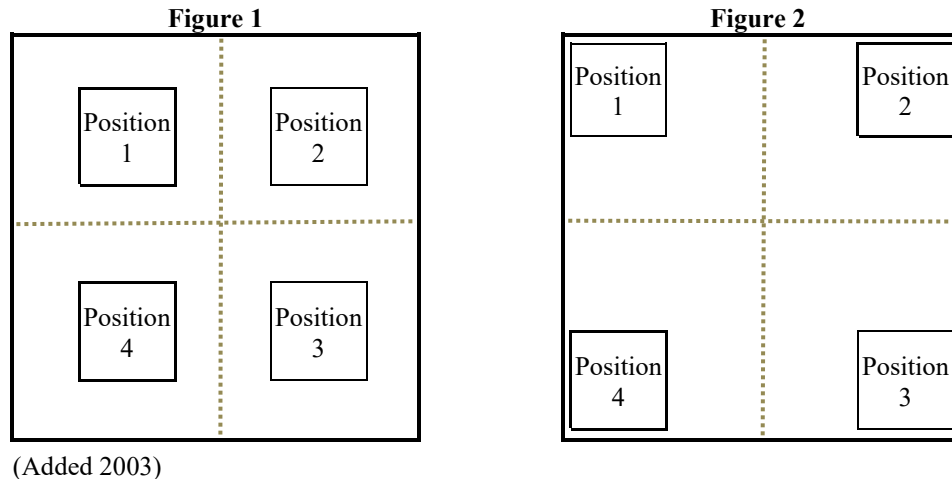 Figure 1
Position
1
Position
2
Position
4
Position
3
Figure 2
Position
1
Position
2
Position
4
Position
3
(Added 2003)